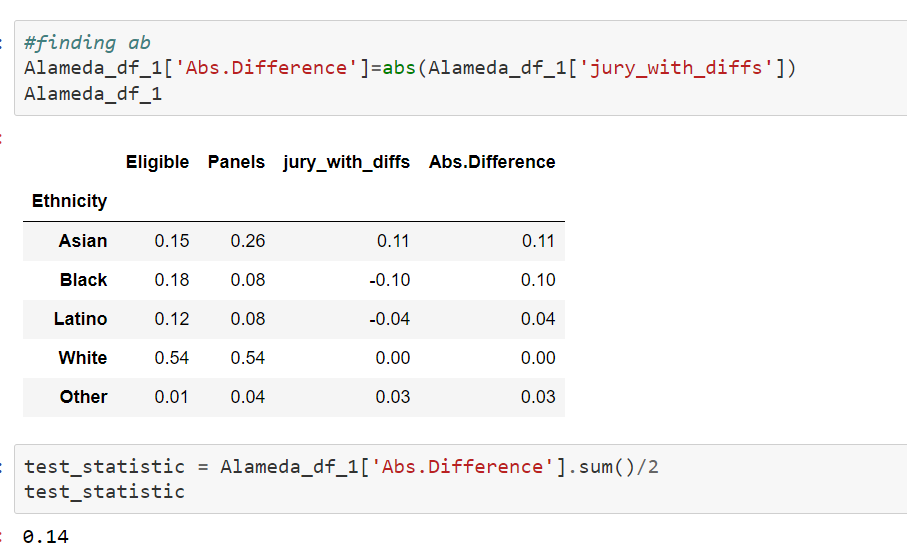 #finding ab
Alameda_df_1['Abs.Difference']=abs(Alameda_df_1['jury_with_diffs'])
Alameda_df_1
Eligible Panels jury_with_diffs Abs.Difference
Ethnicity
Asian 0.15 0.26 0.11 0.11
Black 0.18 0.08 -0.10 0.10
Latino 0.12 0.08 -0.04 0.04
White 0.54 0.54 0.00 0.00
Other 0.01 0.04 0.03 0.03
test_statistic = Alameda_df_1['Abs.Difference'].sum()/2
test_statistic
0.14